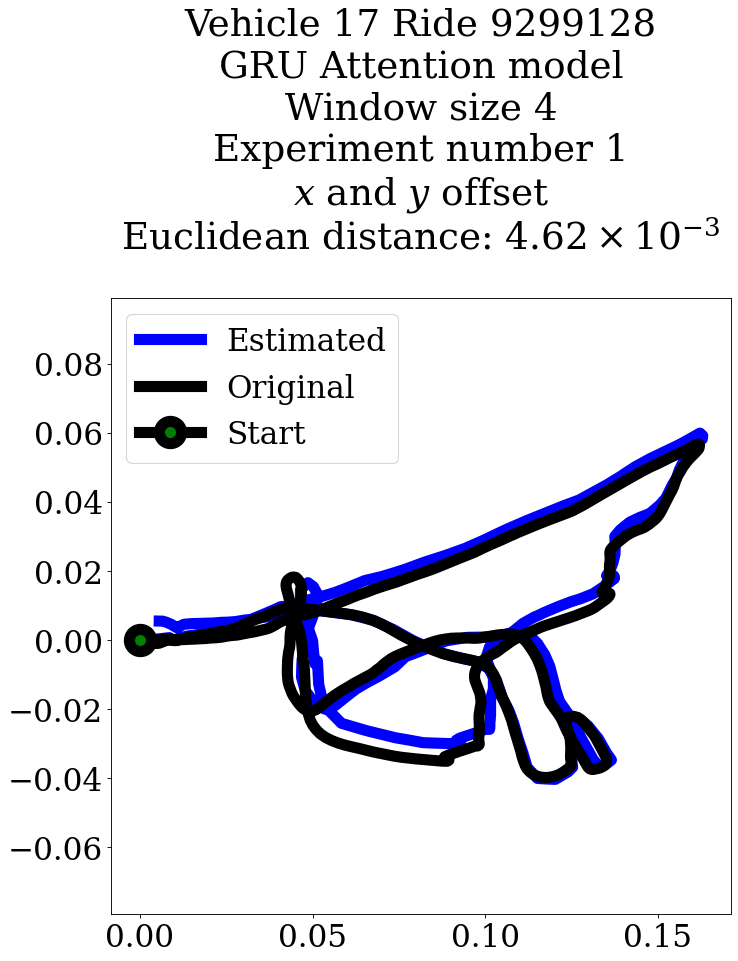 Vehicle 17 Ride 9299128
GRU Attention model
Window size 4
Experiment number 1
x and y offset
Euclidean distance: 4.62 × 10⁻³
Estimated
Original
Start
0.08
0.06
0.04
0.02
0.00
−0.02
−0.04
−0.06
0.00 0.05 0.10 0.15